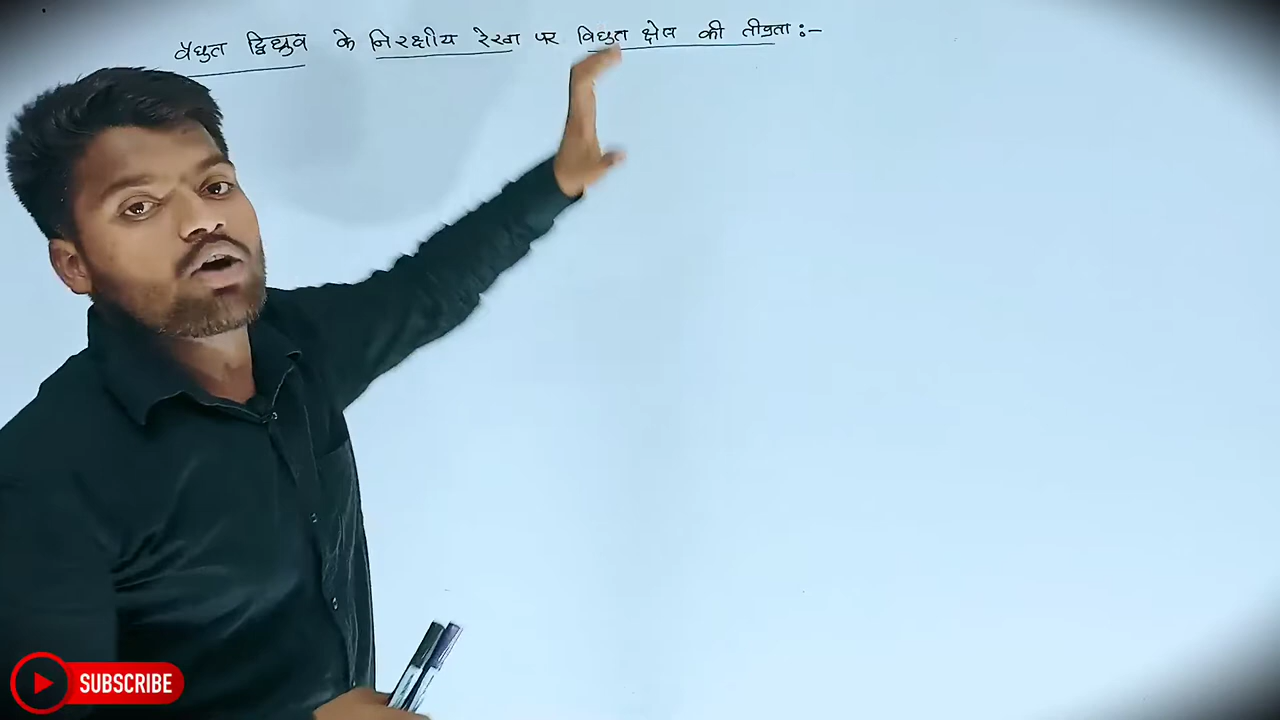 वैद्युत द्विध्रुव के निरक्षीय रेखा पर विद्युत क्षेत्र की तीव्रता :-
SUBSCRIBE